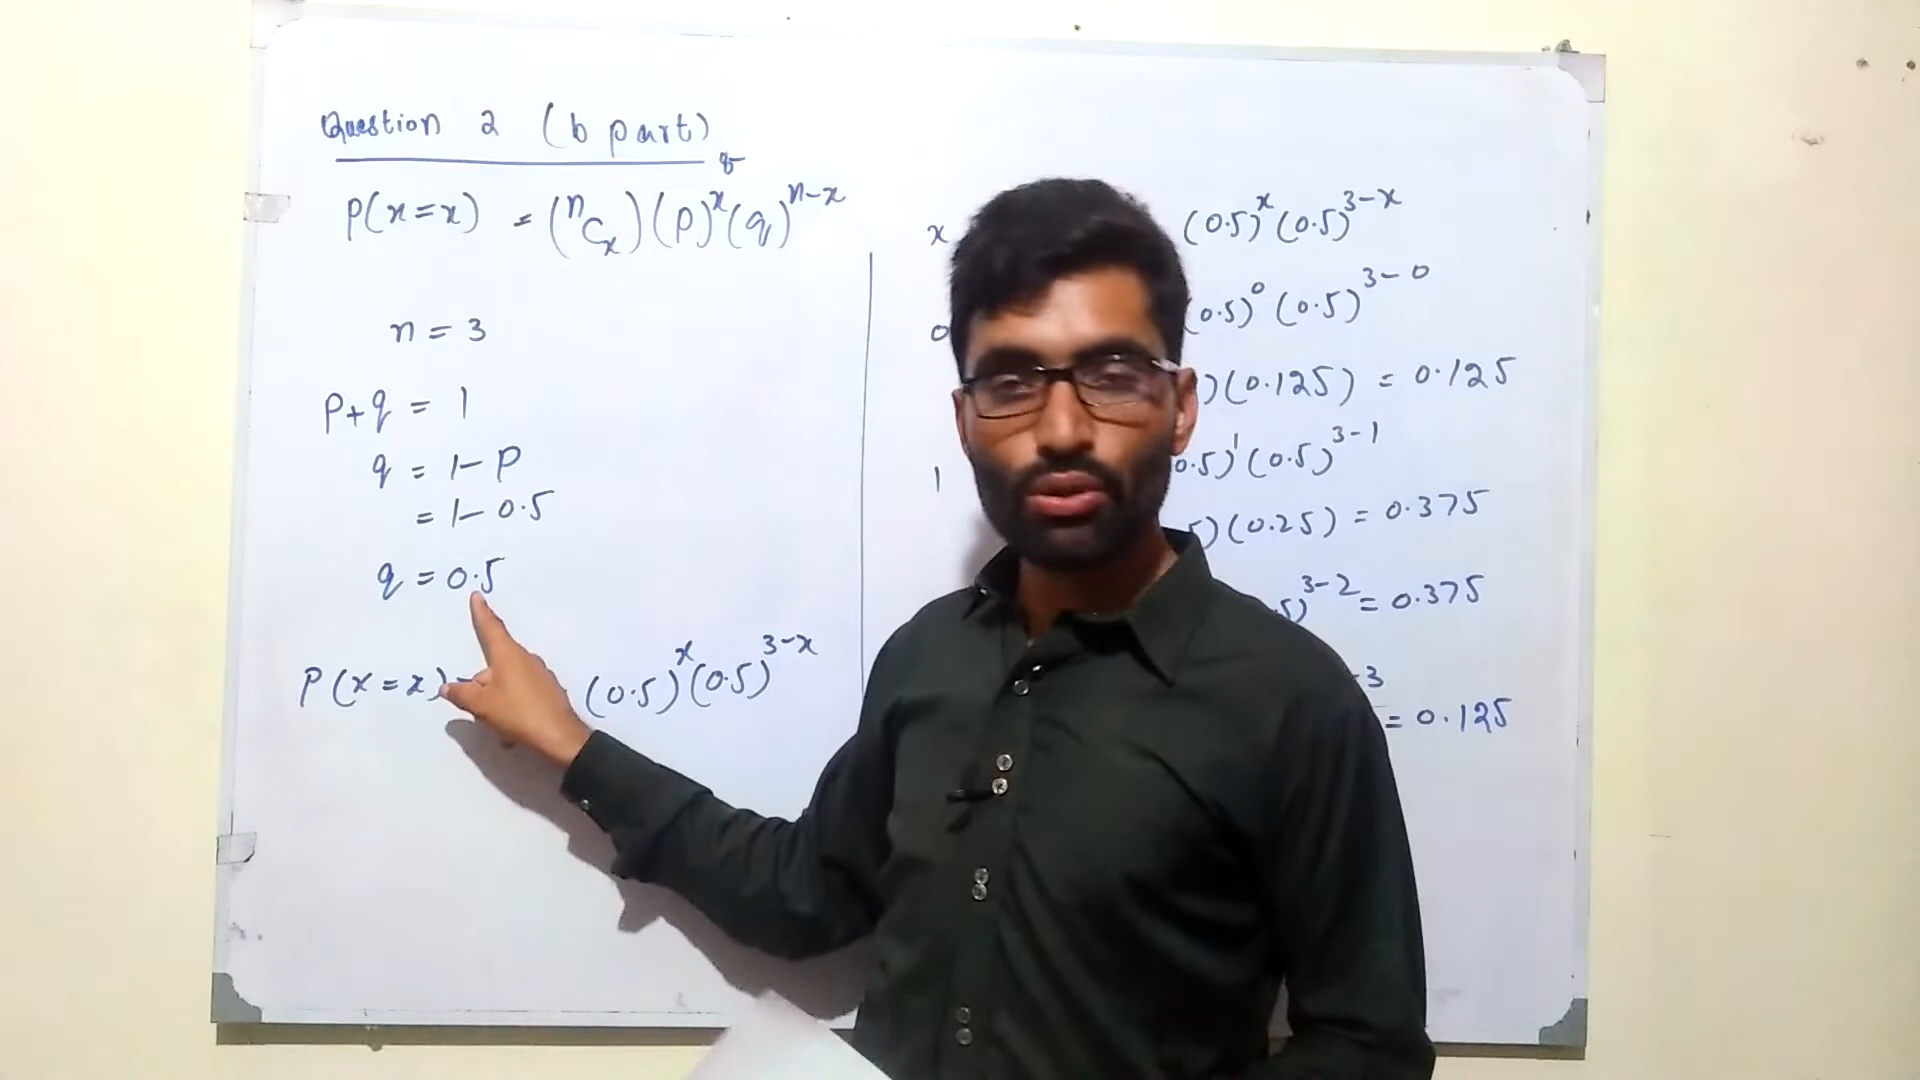 Question 2 (b part)
P(x=x) = (ⁿCₓ)(p)ˣ(q)ⁿ⁻ˣ
n = 3
p+q = 1
q = 1-p
= 1-0.5
q = 0.5
P(x=x) = (0.5)ˣ(0.5)³⁻ˣ
x (0.5)ˣ(0.5)³⁻ˣ
0 (0.5)⁰(0.5)³⁻⁰
)(0.125) = 0.125
1 0.5)¹(0.5)³⁻¹
5)(0.25) = 0.375
5)³⁻² = 0.375
-3
= 0.125